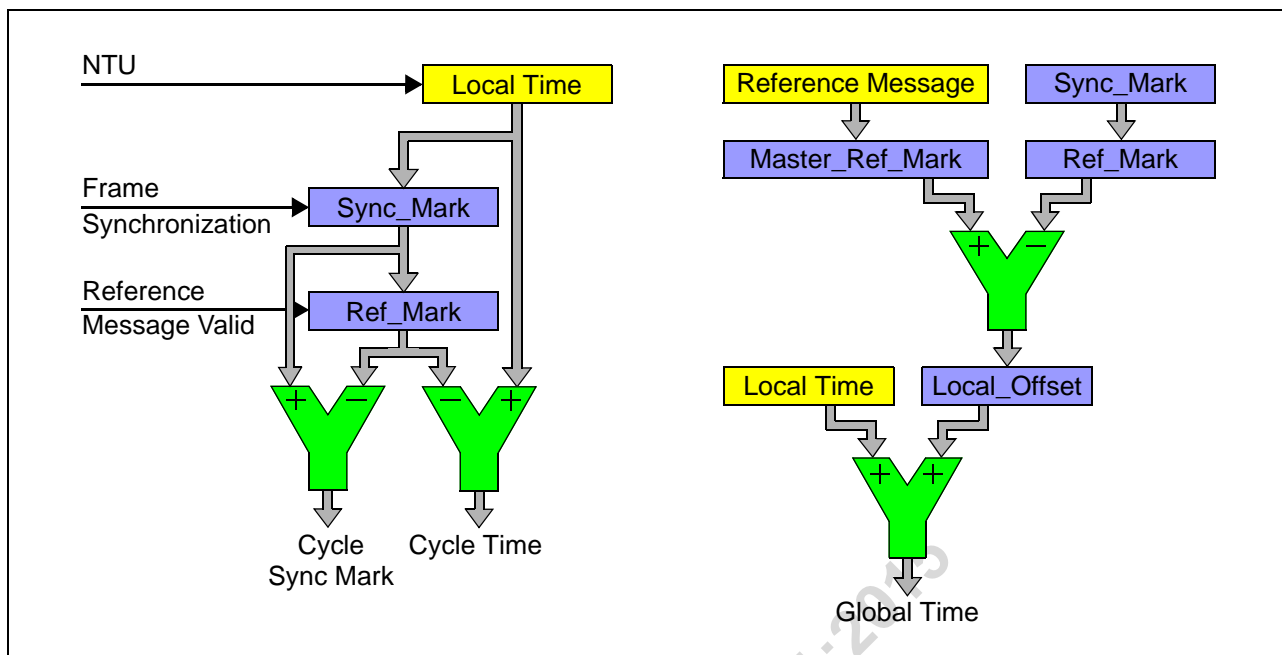 NTU
Local Time
Frame
Synchronization
Sync_Mark
Reference
Message Valid
Ref_Mark
+
−
−
+
Cycle
Sync Mark
Cycle Time
Reference Message
Sync_Mark
Master_Ref_Mark
Ref_Mark
+
−
Local Time
Local_Offset
+
+
Global Time
:2015